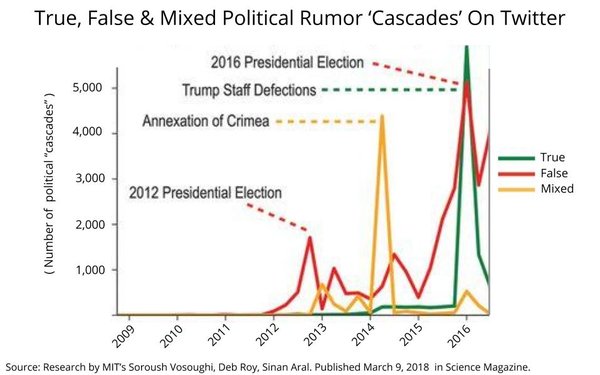 True, False & Mixed Political Rumor ‘Cascades’ On Twitter
2016 Presidential Election
Trump Staff Defections
Annexation of Crimea
2012 Presidential Election
( Number of political “cascades” )
5,000
4,000
3,000
2,000
1,000
True
False
Mixed
2009
2010
2011
2012
2013
2014
2015
2016
Source: Research by MIT’s Soroush Vosoughi, Deb Roy, Sinan Aral. Published March 9, 2018 in Science Magazine.